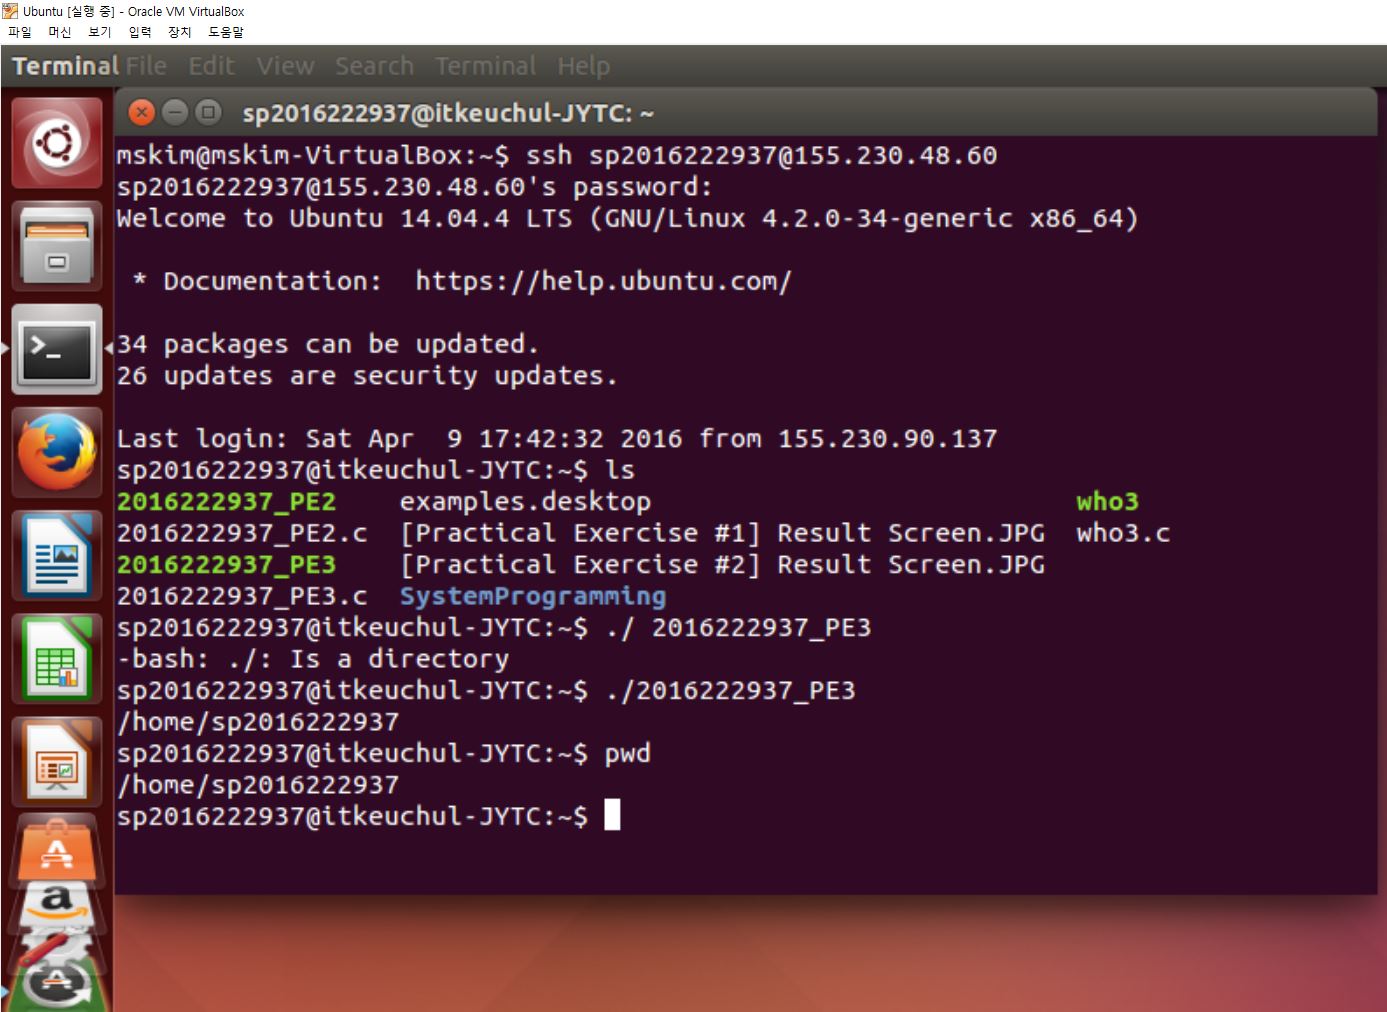 Ubuntu [실행 중] - Oracle VM VirtualBox
파일 머신 보기 입력 장치 도움말
Terminal File Edit View Search Terminal Help
sp2016222937@itkeuchul-JYTC: ~
mskim@mskim-VirtualBox:~$ ssh sp2016222937@155.230.48.60
sp2016222937@155.230.48.60's password:
Welcome to Ubuntu 14.04.4 LTS (GNU/Linux 4.2.0-34-generic x86_64)
* Documentation:  https://help.ubuntu.com/
34 packages can be updated.
26 updates are security updates.
Last login: Sat Apr  9 17:42:32 2016 from 155.230.90.137
sp2016222937@itkeuchul-JYTC:~$ ls
2016222937_PE2    examples.desktop                           who3
2016222937_PE2.c  [Practical Exercise #1] Result Screen.JPG  who3.c
2016222937_PE3    [Practical Exercise #2] Result Screen.JPG
2016222937_PE3.c  SystemProgramming
sp2016222937@itkeuchul-JYTC:~$ ./ 2016222937_PE3
-bash: ./: Is a directory
sp2016222937@itkeuchul-JYTC:~$ ./2016222937_PE3
/home/sp2016222937
sp2016222937@itkeuchul-JYTC:~$ pwd
/home/sp2016222937
sp2016222937@itkeuchul-JYTC:~$